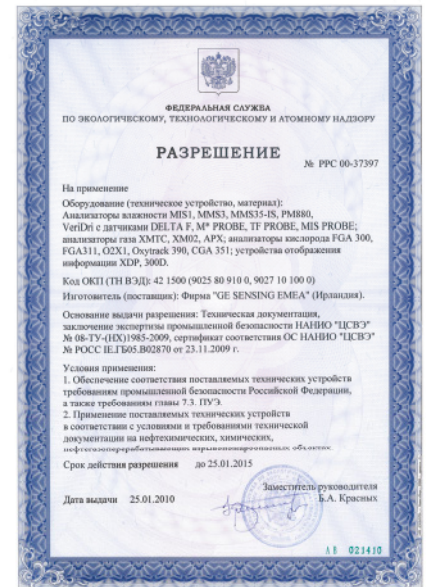 ФЕДЕРАЛЬНАЯ СЛУЖБА
ПО ЭКОЛОГИЧЕСКОМУ, ТЕХНОЛОГИЧЕСКОМУ И АТОМНОМУ НАДЗОРУ
РАЗРЕШЕНИЕ
№ РРС 00-37397
На применение
Оборудование (техническое устройство, материал):
Анализаторы влажности MIS1, MMS3, MMS35-IS, PM880,
VeriDri с датчиками DELTA F, M* PROBE, TF PROBE, MIS PROBE;
анализаторы газа XMTC, XM02, APX; анализаторы кислорода FGA 300,
FGA311, O2X1, Oxytrack 390, CGA 351; устройства отображения
информации XDP, 300D.
Код ОКП (ТН ВЭД): 42 1500 (9025 80 910 0, 9027 10 100 0)
Изготовитель (поставщик): Фирма "GE SENSING EMEA" (Ирландия).
Основание выдачи разрешения: Техническая документация,
заключение экспертизы промышленной безопасности НАНИО "ЦСВЭ"
№ 08-ТУ-(НХ)1985-2009, сертификат соответствия ОС НАНИО "ЦСВЭ"
№ РОСС IE.ГБ05.В02870 от 23.11.2009 г.
Условия применения:
1. Обеспечение соответствия поставляемых технических устройств
требованиям промышленной безопасности Российской Федерации,
а также требованиям главы 7.3. ПУЭ.
2. Применение поставляемых технических устройств
в соответствии с условиями и требованиями технической
документации на нефтехимических, химических,
нефтегазоперерабатывающих взрывопожароопасных объектах.
Срок действия разрешения до 25.01.2015
Заместитель руководителя
Дата выдачи 25.01.2010 Б.А. Красных
АВ 023410